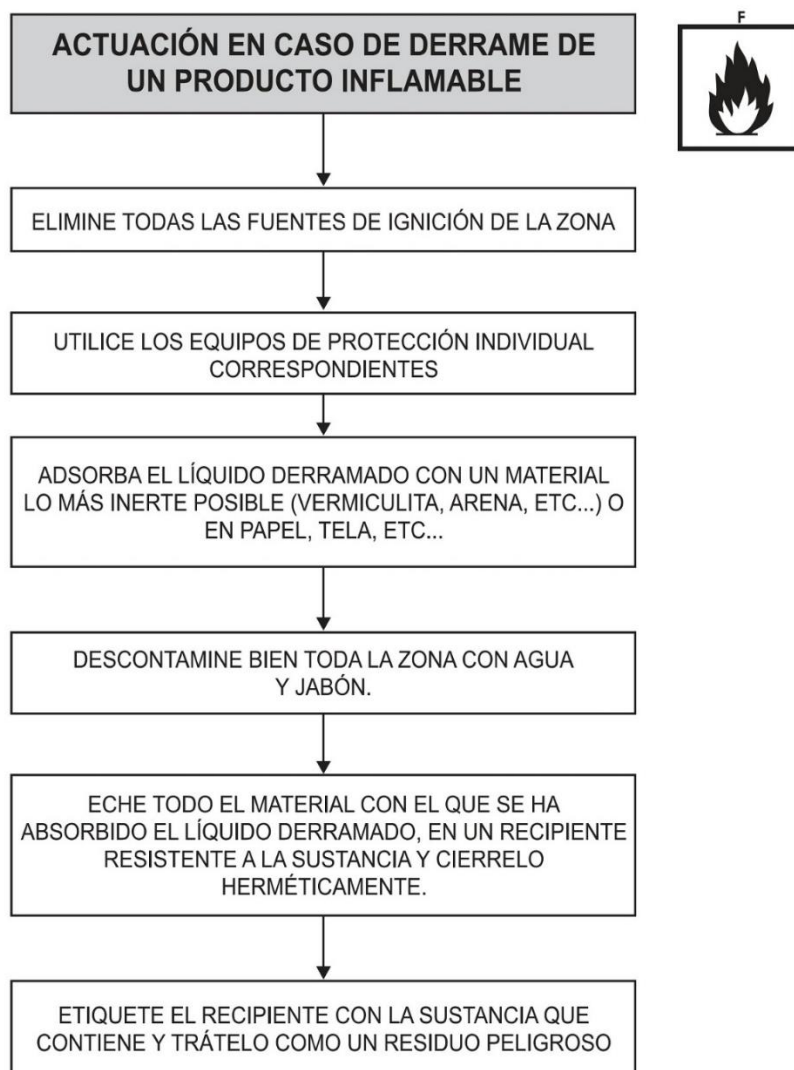 ACTUACIÓN EN CASO DE DERRAME DE
UN PRODUCTO INFLAMABLE
F
ELIMINE TODAS LAS FUENTES DE IGNICIÓN DE LA ZONA
UTILICE LOS EQUIPOS DE PROTECCIÓN INDIVIDUAL
CORRESPONDIENTES
ADSORBA EL LÍQUIDO DERRAMADO CON UN MATERIAL
LO MÁS INERTE POSIBLE (VERMICULITA, ARENA, ETC...) O
EN PAPEL, TELA, ETC...
DESCONTAMINE BIEN TODA LA ZONA CON AGUA
Y JABÓN.
ECHE TODO EL MATERIAL CON EL QUE SE HA
ABSORBIDO EL LÍQUIDO DERRAMADO, EN UN RECIPIENTE
RESISTENTE A LA SUSTANCIA Y CIERRELO
HERMÉTICAMENTE.
ETIQUETE EL RECIPIENTE CON LA SUSTANCIA QUE
CONTIENE Y TRÁTELO COMO UN RESIDUO PELIGROSO